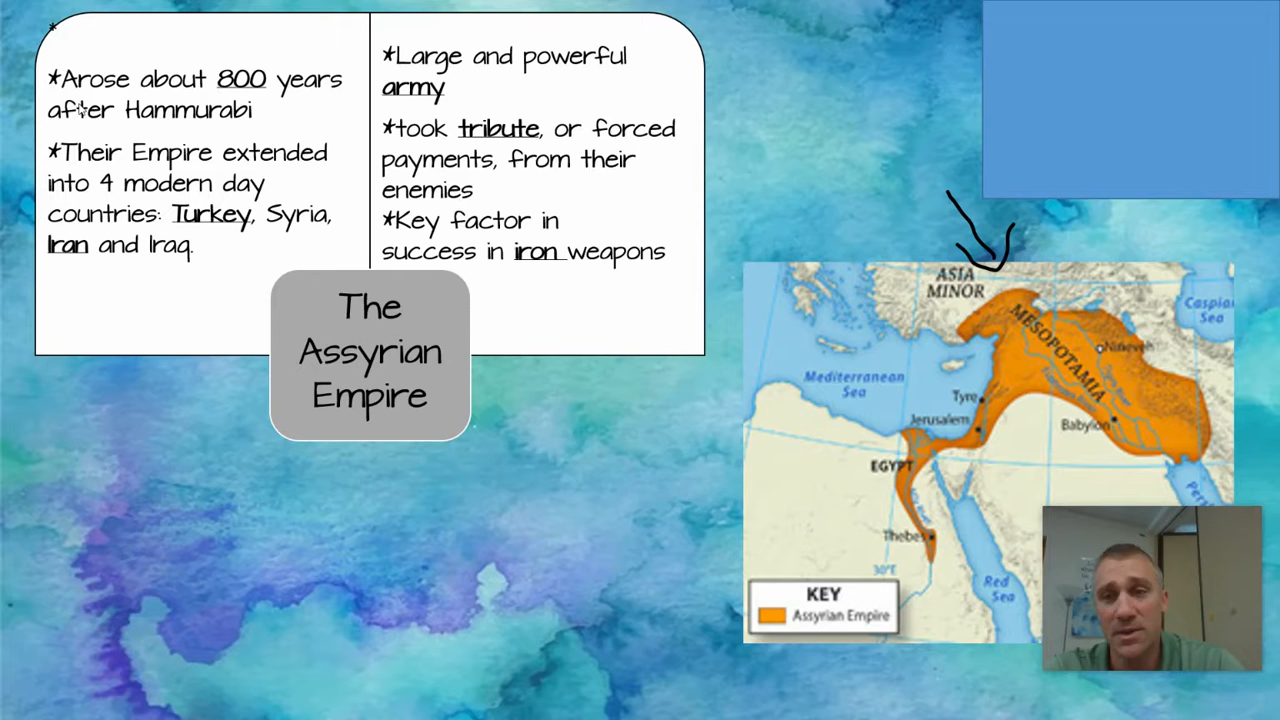 *
*Arose about 800 years
after Hammurabi
*Their Empire extended
into 4 modern day
countries: Turkey, Syria,
Iran and Iraq.
*Large and powerful
army
*took tribute, or forced
payments, from their
enemies
*Key factor in
success in iron weapons
The
Assyrian
Empire
ASIA
MINOR
Caspian
Sea
MESOPOTAMIA
Nineveh
Mediterranean
Sea
Tyre
Jerusalem
Babylon
EGYPT
Thebes
30°E
Red
Sea
Pers
KEY
Assyrian Empire